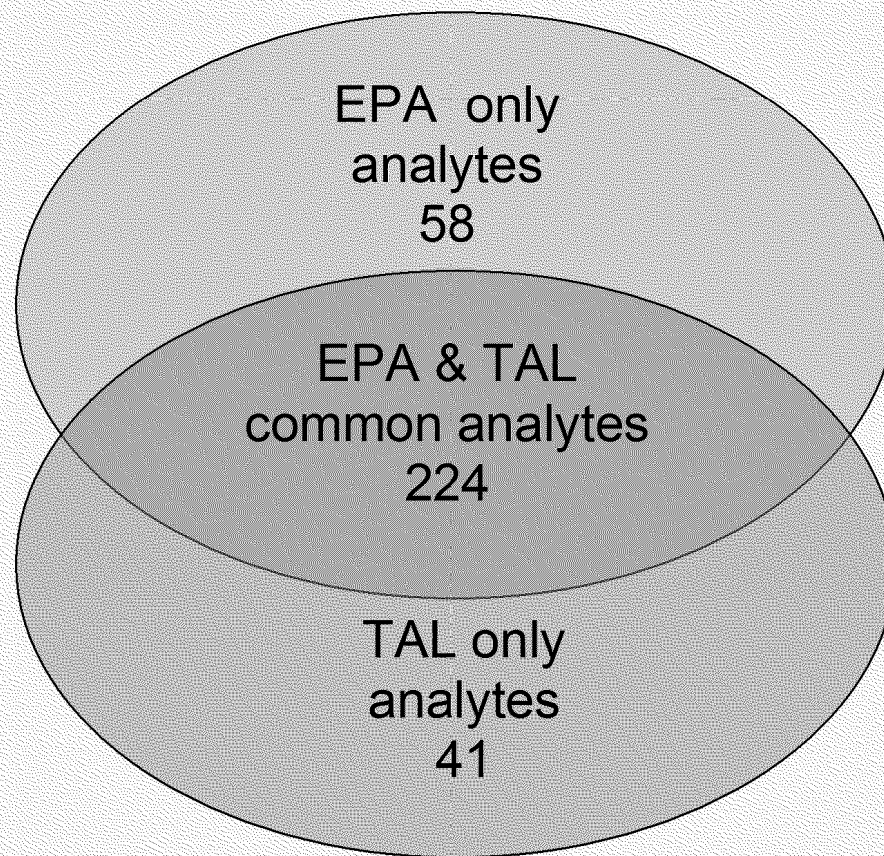 EPA  only
analytes
58
EPA & TAL
common analytes
224
TAL only
analytes
41